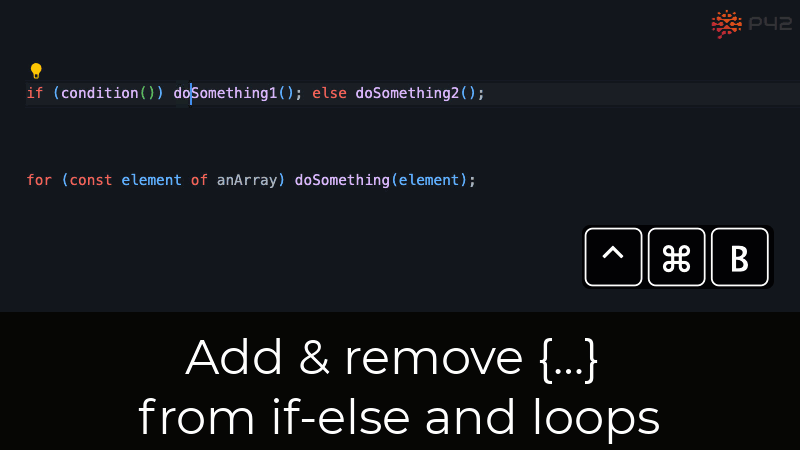 P42
if (condition()) doSomething1(); else doSomething2();
for (const element of anArray) doSomething(element);
^ ⌘ B
Add & remove {...}
from if-else and loops